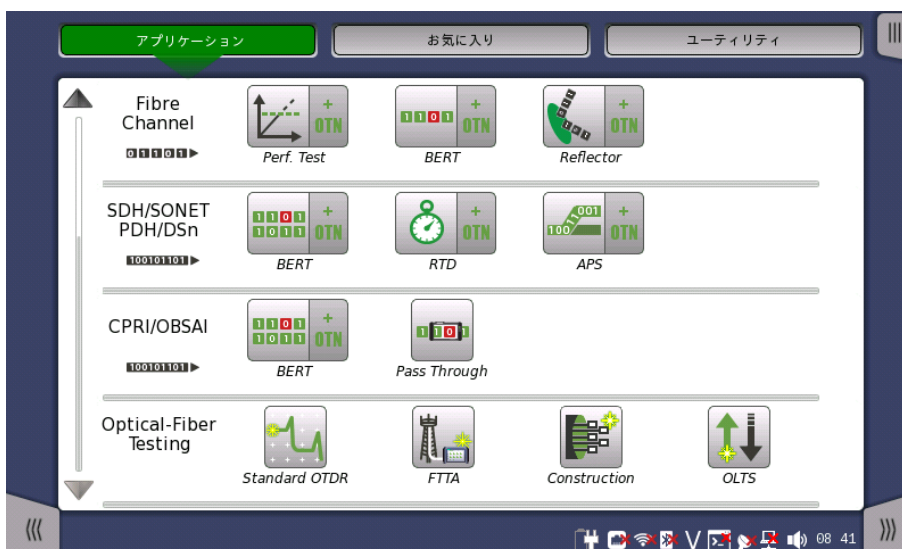 アプリケーション
お気に入り
ユーティリティ
Fibre
Channel
01101
+
OTN
Perf. Test
1101
+
OTN
BERT
+
OTN
Reflector
SDH/SONET
PDH/DSn
100101101
1101
1011
+
OTN
BERT
+
OTN
RTD
001
100
+
OTN
APS
CPRI/OBSAI
100101101
1101
1011
+
OTN
BERT
1101
Pass Through
Optical-Fiber
Testing
Standard OTDR
FTTA
Construction
OLTS
08 41